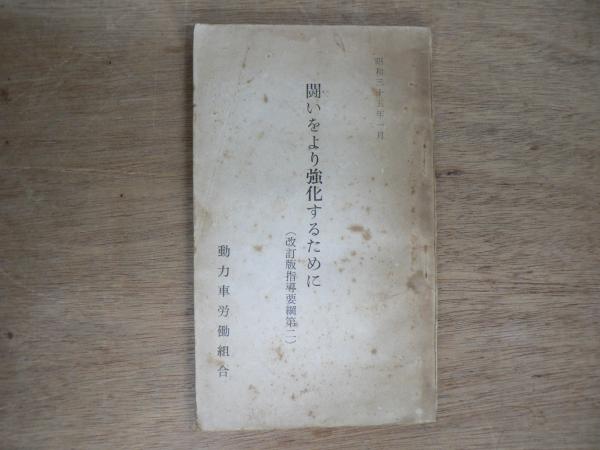 昭和三十五年一月
闘いをより強化するために
(改訂版指導要綱第二)
動力車労働組合